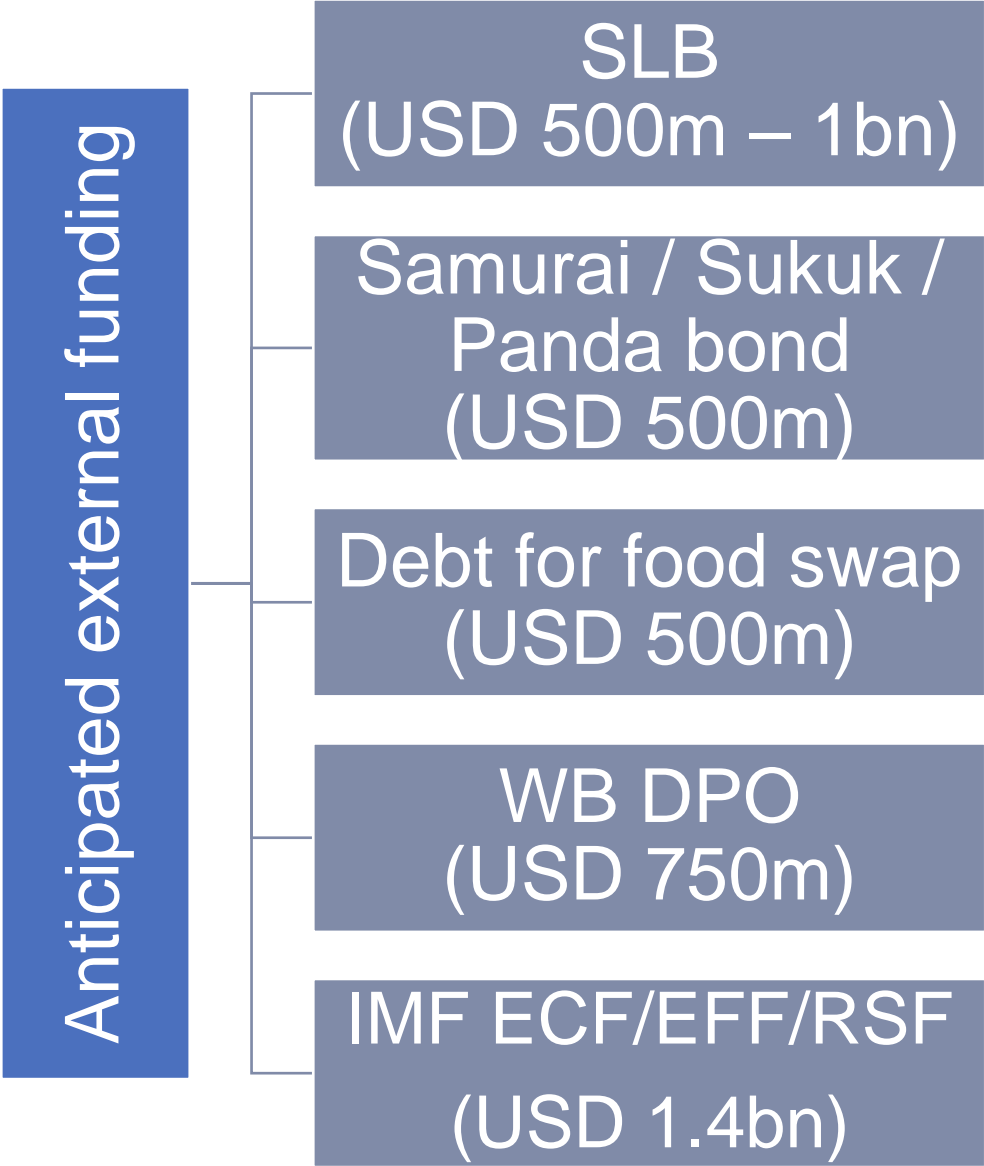 Anticipated external funding
SLB
(USD 500m – 1bn)
Samurai / Sukuk /
Panda bond
(USD 500m)
Debt for food swap
(USD 500m)
WB DPO
(USD 750m)
IMF ECF/EFF/RSF
(USD 1.4bn)